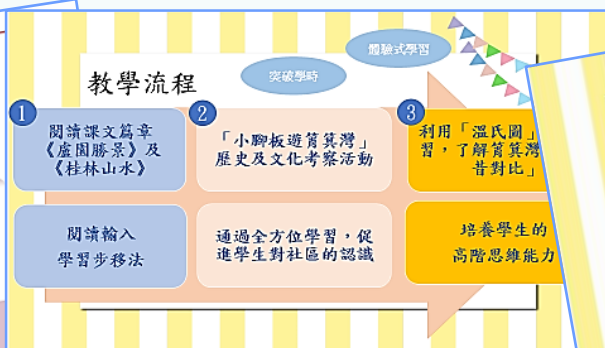 體驗式學習
突破學時
教學流程
1
閱讀課文篇章
《廬園勝景》及
《桂林山水》
2
「小腳板遊筲箕灣」
歷史及文化考察活動
3
利用「溫氏圖」
習,了解筲箕灣
昔對比」
閱讀輸入
學習步移法
通過全方位學習,促
進學生對社區的認識
培養學生的
高階思維能力